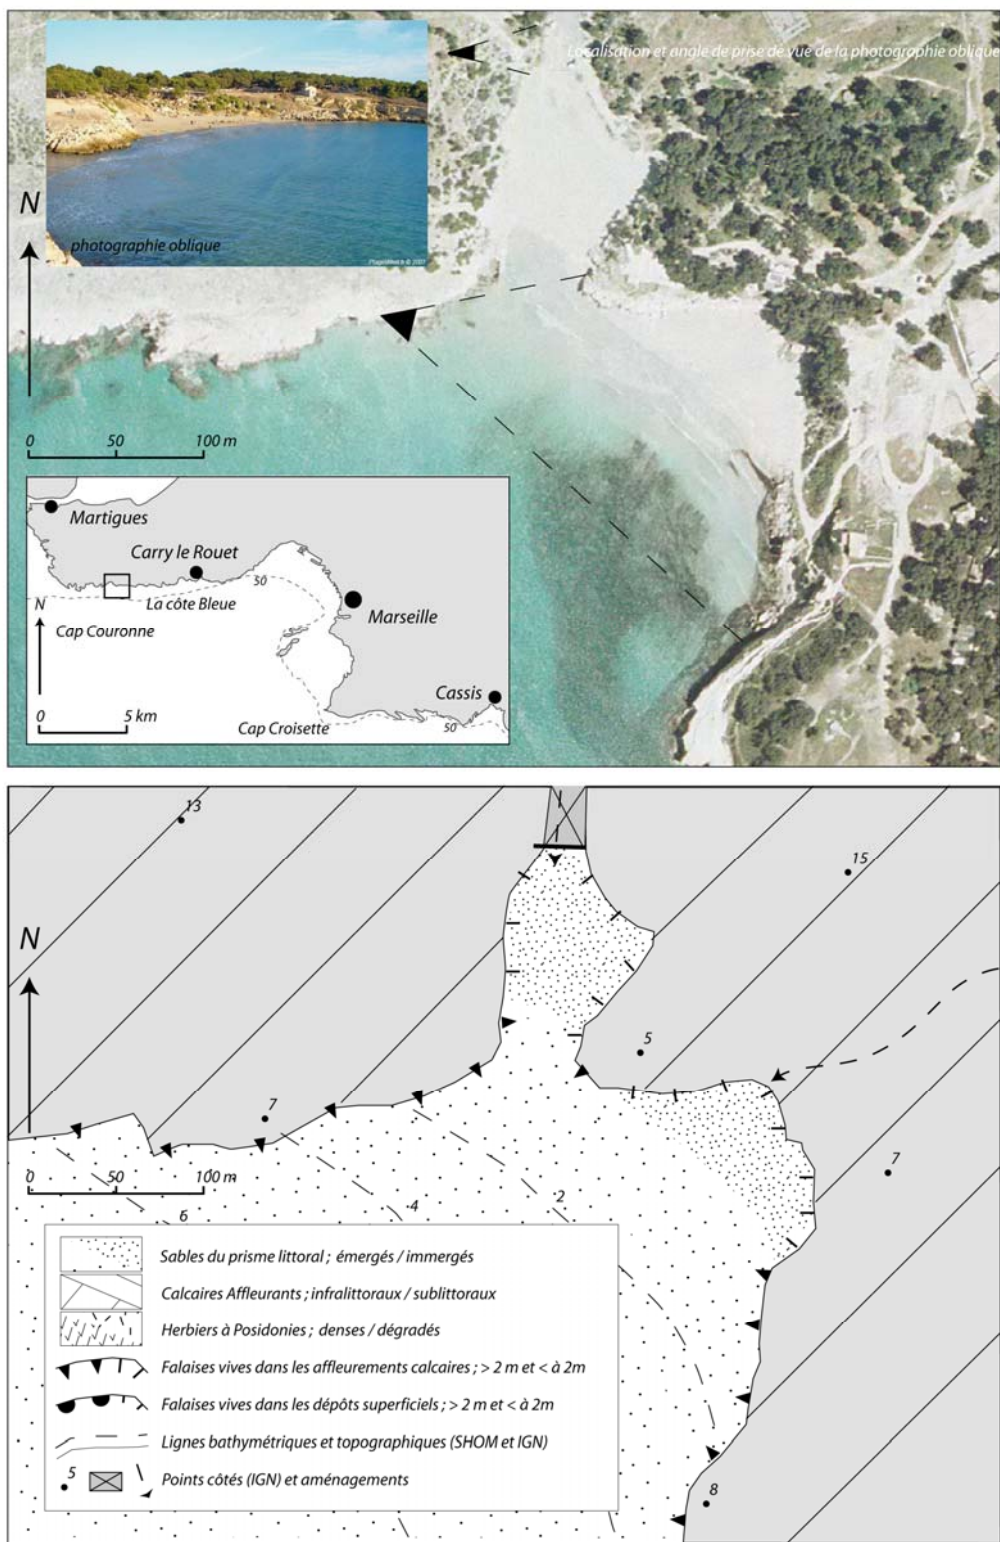 Localisation et angle de prise de vue de la photographie oblique
N
photographie oblique
0 50 100 m
Martigues
Carry le Rouet
50
La côte Bleue
N
Cap Couronne
Marseille
Cassis
0 5 km
Cap Croisette
50
13
15
N
5
7
7
0 50 100 m
2
4
6
Sables du prisme littoral ; émergés / immergés
Calcaires Affleurants ; infralittoraux / sublittoraux
Herbiers à Posidonies ; denses / dégradés
Falaises vives dans les affleurements calcaires ; > 2 m et < à 2m
Falaises vives dans les dépôts superficiels ; > 2 m et < à 2m
Lignes bathymétriques et topographiques (SHOM et IGN)
5
Points côtés (IGN) et aménagements
8